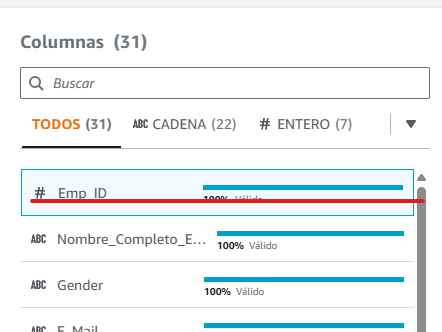 Columnas (31)
Buscar
TODOS (31) ABC CADENA (22) # ENTERO (7)
# Emp_ID
100% Válido
ABC Nombre_Completo_E...
100% Válido
ABC Gender
100% Válido
ABC E_Mail